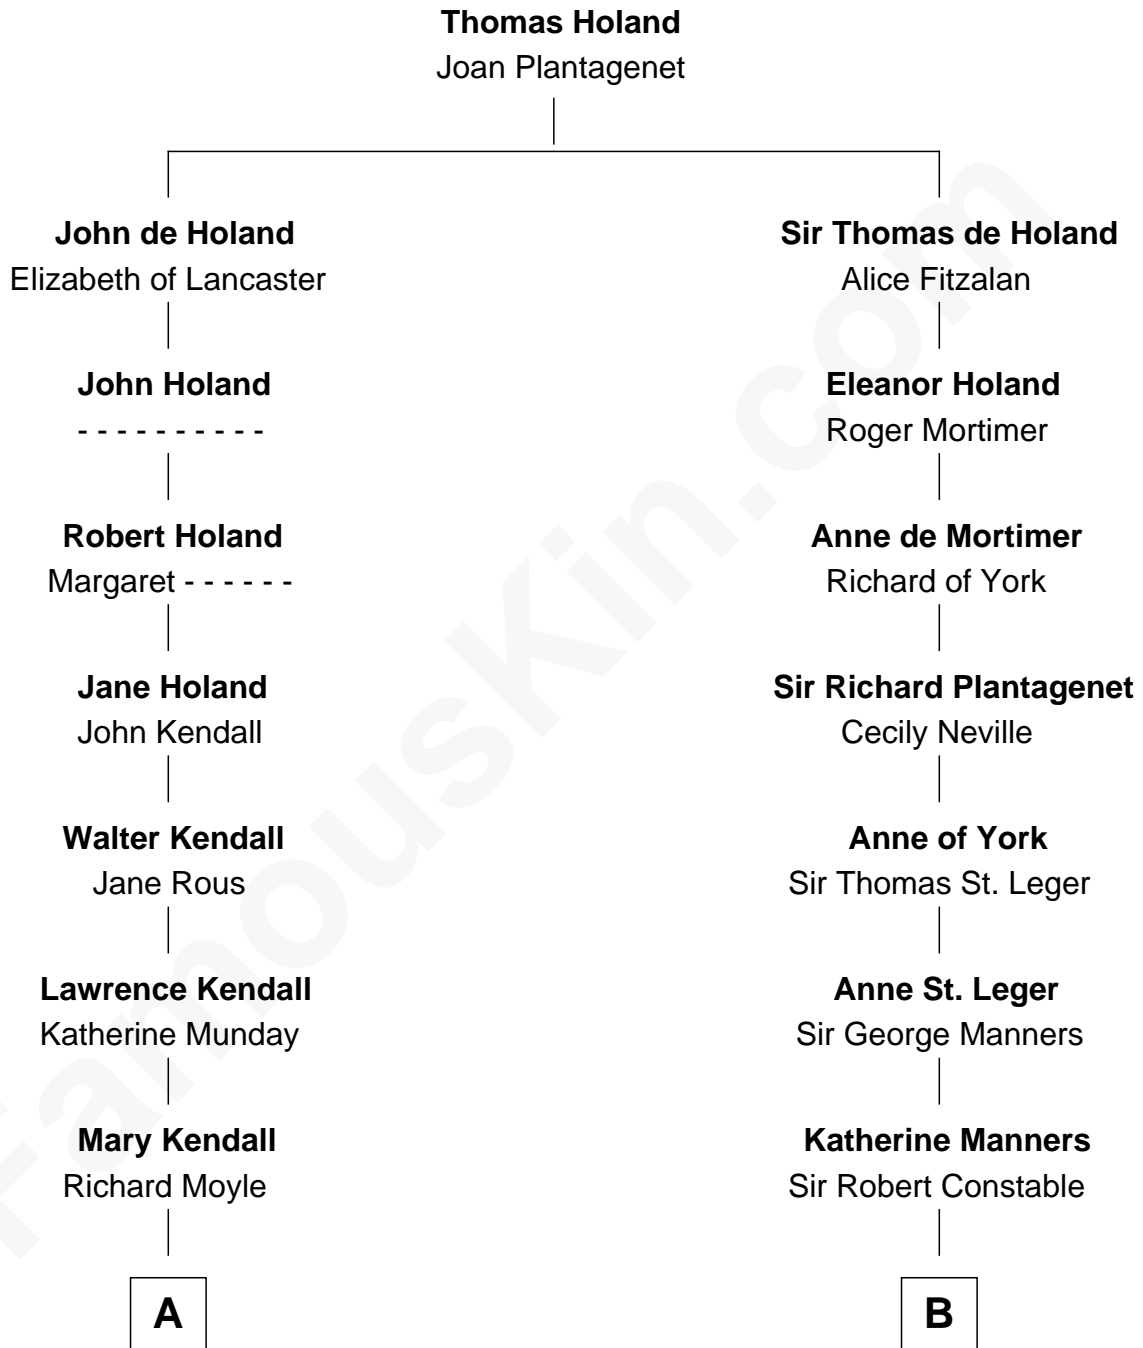 Thomas Holand
Joan Plantagenet
John de Holand
Elizabeth of Lancaster
John Holand
- - - - - - - - - -
Robert Holand
Margaret - - - - - -
Jane Holand
John Kendall
Walter Kendall
Jane Rous
Lawrence Kendall
Katherine Munday
Mary Kendall
Richard Moyle
A
Sir Thomas de Holand
Alice Fitzalan
Eleanor Holand
Roger Mortimer
Anne de Mortimer
Richard of York
Sir Richard Plantagenet
Cecily Neville
Anne of York
Sir Thomas St. Leger
Anne St. Leger
Sir George Manners
Katherine Manners
Sir Robert Constable
B
FamousKin.com